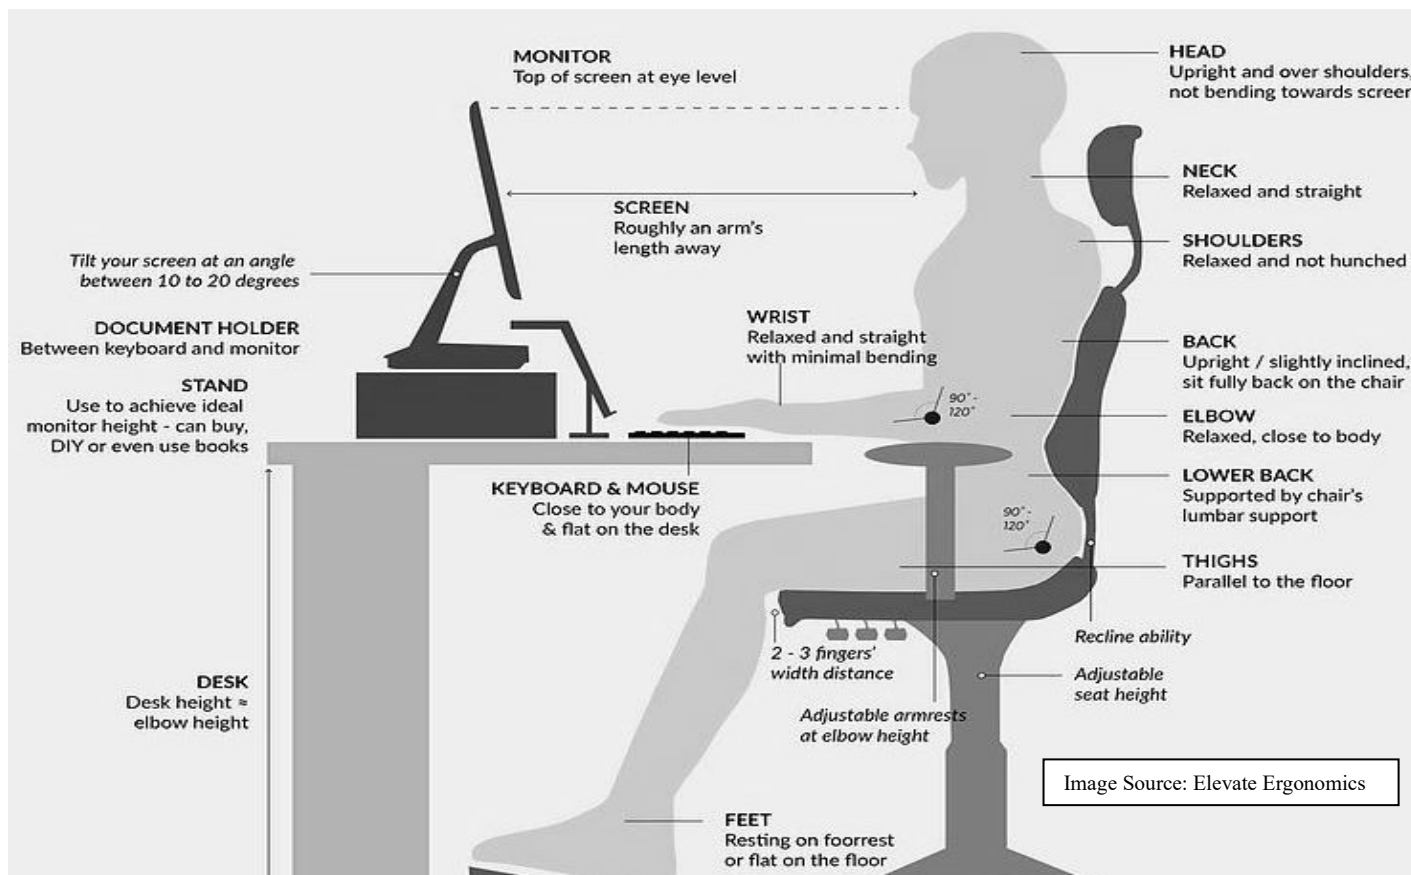 MONITOR
Top of screen at eye level
HEAD
Upright and over shoulders,
not bending towards screen
NECK
Relaxed and straight
SCREEN
Roughly an arm's
length away
SHOULDERS
Relaxed and not hunched
Tilt your screen at an angle
between 10 to 20 degrees
DOCUMENT HOLDER
Between keyboard and monitor
WRIST
Relaxed and straight
with minimal bending
BACK
Upright / slightly inclined,
sit fully back on the chair
STAND
Use to achieve ideal
monitor height - can buy,
DIY or even use books
90° -
120°
ELBOW
Relaxed, close to body
KEYBOARD & MOUSE
Close to your body
& flat on the desk
LOWER BACK
Supported by chair's
lumbar support
90° -
120°
THIGHS
Parallel to the floor
Recline ability
2 - 3 fingers'
width distance
Adjustable
seat height
DESK
Desk height ≈
elbow height
Adjustable armrests
at elbow height
Image Source: Elevate Ergonomics
FEET
Resting on foorrest
or flat on the floor